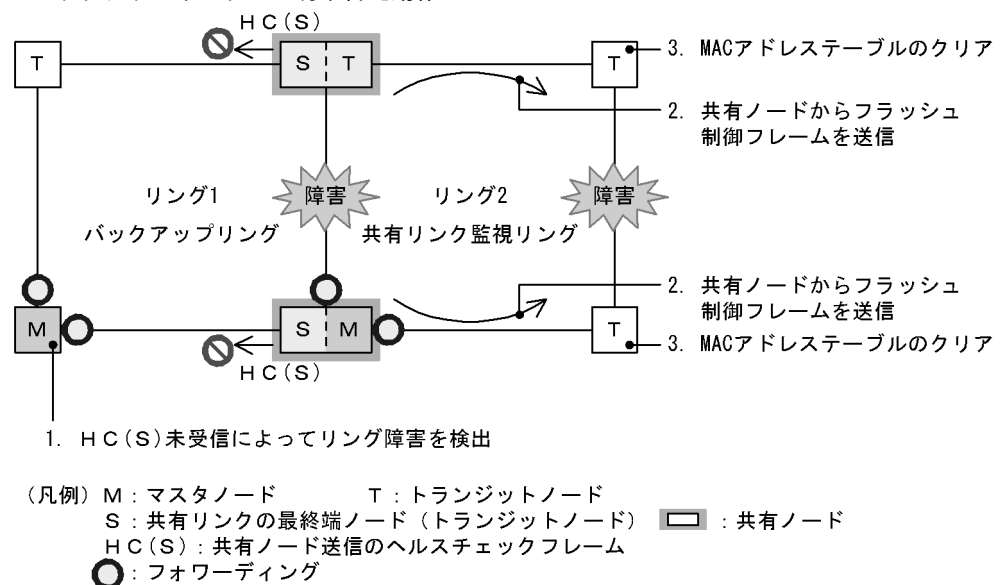 HC(S)
T
S
T
T
3. MACアドレステーブルのクリア
2. 共有ノードからフラッシュ
制御フレームを送信
リング1
障害
リング2
障害
バックアップリング
共有リンク監視リング
2. 共有ノードからフラッシュ
制御フレームを送信
M
S
M
T
3. MACアドレステーブルのクリア
HC(S)
1. HC(S)未受信によってリング障害を検出
(凡例) M:マスタノード T:トランジットノード
S:共有リンクの最終端ノード(トランジットノード) :共有ノード
HC(S):共有ノード送信のヘルスチェックフレーム
:フォワーディング